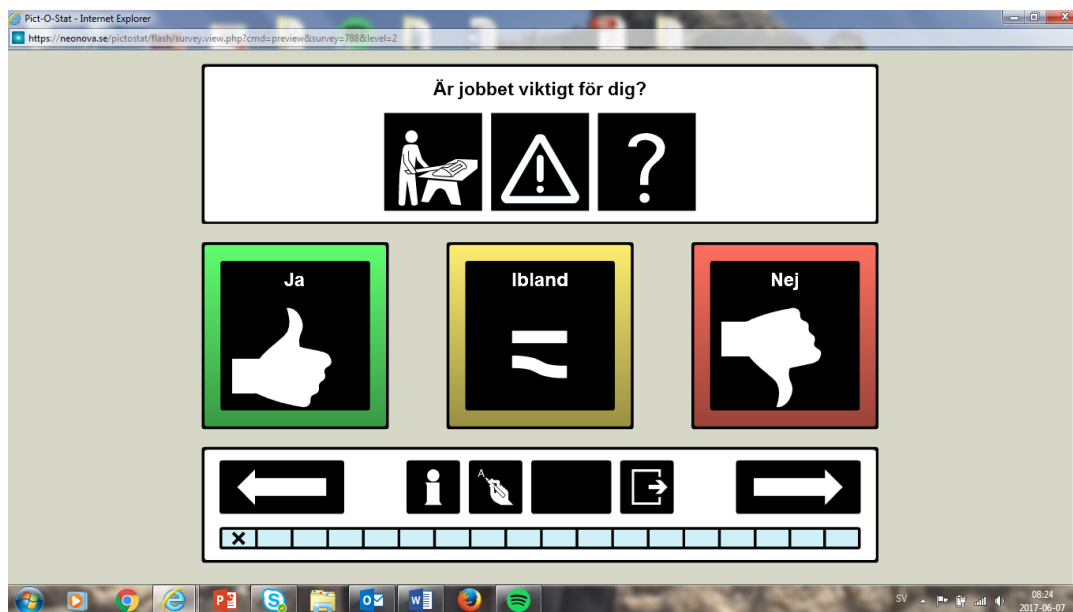 Pict-O-Stat - Internet Explorer
https://neonova.se/pictostat/flash/survey.view.php?cmd=preview&survey=788&level=2
Är jobbet viktigt för dig?
?
Ja
Ibland
Nej
A
SV
08:24
2017-06-07